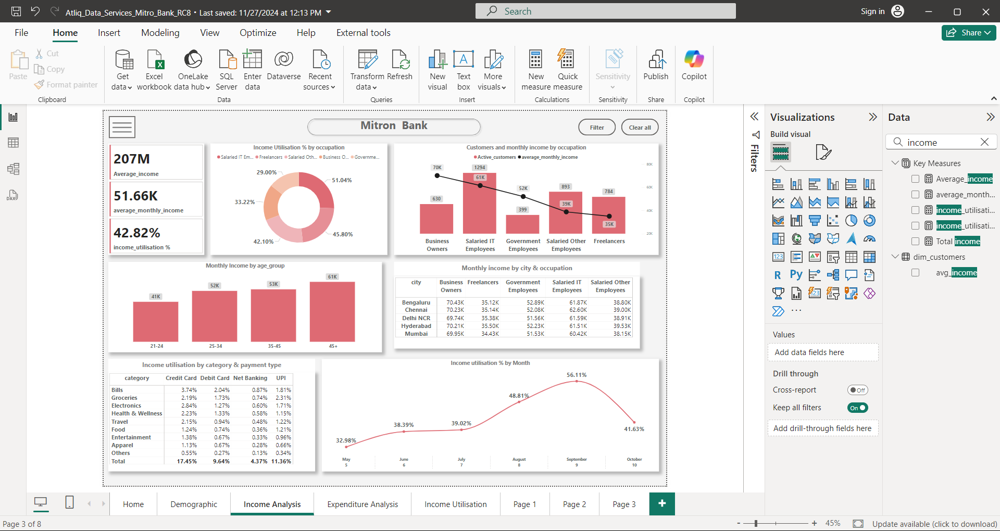 Atliq_Data_Services_Mitro_Bank_RC8 • Last saved: 11/27/2024 at 12:13 PM
Search
Sign in
File Home Insert Modeling View Optimize Help External tools
Share
Paste
Cut
Copy
Format painter
Clipboard
Get data
Excel workbook
OneLake data hub
SQL Server
Enter data
Dataverse
Recent sources
Data
Transform data
Refresh
Queries
New visual
Text box
More visuals
Insert
New measure
Quick measure
Calculations
Sensitivity
Sensitivity
Publish
Share
Copilot
Copilot
Mitron Bank
Filter
Clear all
207M
Average_income
51.66K
average_monthly_income
42.82%
income_utilisation %
Income Utilisation % by occupation
Salaried IT Em... Freelancers Salaried Oth... Business O... Governme...
29.00%
51.04%
33.22%
42.10%
45.80%
Customers and monthly income by occupation
Active_customers average_monthly_income
70K 1294 61K 52K 893 39K 784 35K
630 399
80K
60K
40K
20K
Business Owners
Salaried IT Employees
Government Employees
Salaried Other Employees
Freelancers
Monthly Income by age_group
41K 52K 53K 61K
21-24 25-34 35-45 45+
Monthly income by city & occupation
city Business Owners Freelancers Government Employees Salaried IT Employees Salaried Other Employees
Bengaluru 70.43K 35.12K 52.89K 61.87K 38.80K
Chennai 70.23K 35.14K 52.08K 62.60K 39.00K
Delhi NCR 69.74K 35.38K 51.56K 61.59K 38.91K
Hyderabad 70.21K 35.50K 52.23K 61.51K 39.53K
Mumbai 69.95K 34.43K 51.53K 60.42K 38.15K
Income utilisation by category & payment type
category Credit Card Debit Card Net Banking UPI
Bills 3.74% 2.04% 0.87% 1.81%
Groceries 2.19% 1.73% 0.74% 2.31%
Electronics 2.84% 1.27% 0.60% 1.71%
Health & Wellness 2.23% 1.33% 0.58% 1.15%
Travel 2.15% 0.94% 0.48% 1.22%
Food 1.24% 0.74% 0.36% 1.21%
Entertainment 1.38% 0.67% 0.33% 0.96%
Apparel 1.13% 0.67% 0.28% 0.66%
Others 0.55% 0.27% 0.13% 0.34%
Total 17.45% 9.64% 4.37% 11.36%
Income utilisation % by Month
32.98% 38.39% 39.02% 48.81% 56.11% 41.63%
May June July August September October
5 6 7 8 9 10
Filters
Visualizations
Build visual
123
R
Py
123
Values
Add data fields here
Drill through
Cross-report Off
Keep all filters On
Add drill-through fields here
Data
income
Key Measures
Average_income
average_month...
income_utilisati...
income_utilisati...
Total income
dim_customers
avg_income
DAX
Home Demographic Income Analysis Expenditure Analysis Income Utilisation Page 1 Page 2 Page 3 +
Page 3 of 8
- + 45%
Update available (click to download)